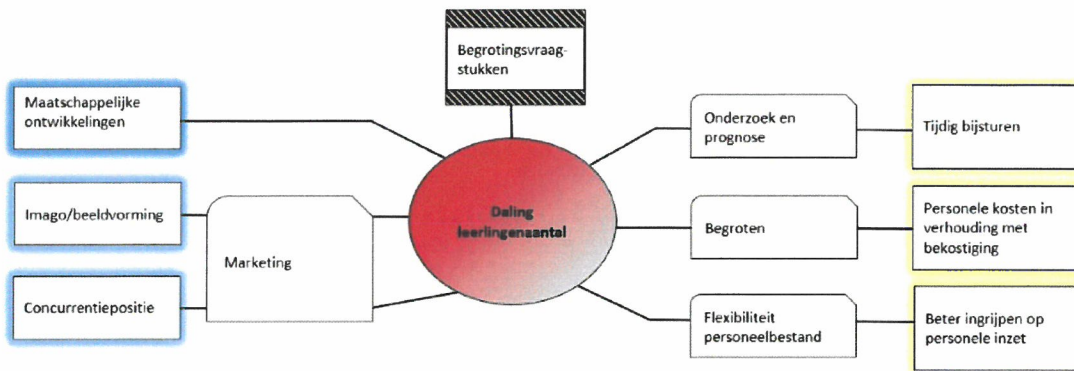 Begrotingsvraag-
stukken
Maatschappelijke
ontwikkelingen
Imago/beeldvorming
Concurrentiepositie
Marketing
Daling
leerlingenaantal
Onderzoek en
prognose
Begroten
Flexibiliteit
personeelbestand
Tijdig bijsturen
Personele kosten in
verhouding met
bekostiging
Beter ingrijpen op
personele inzet